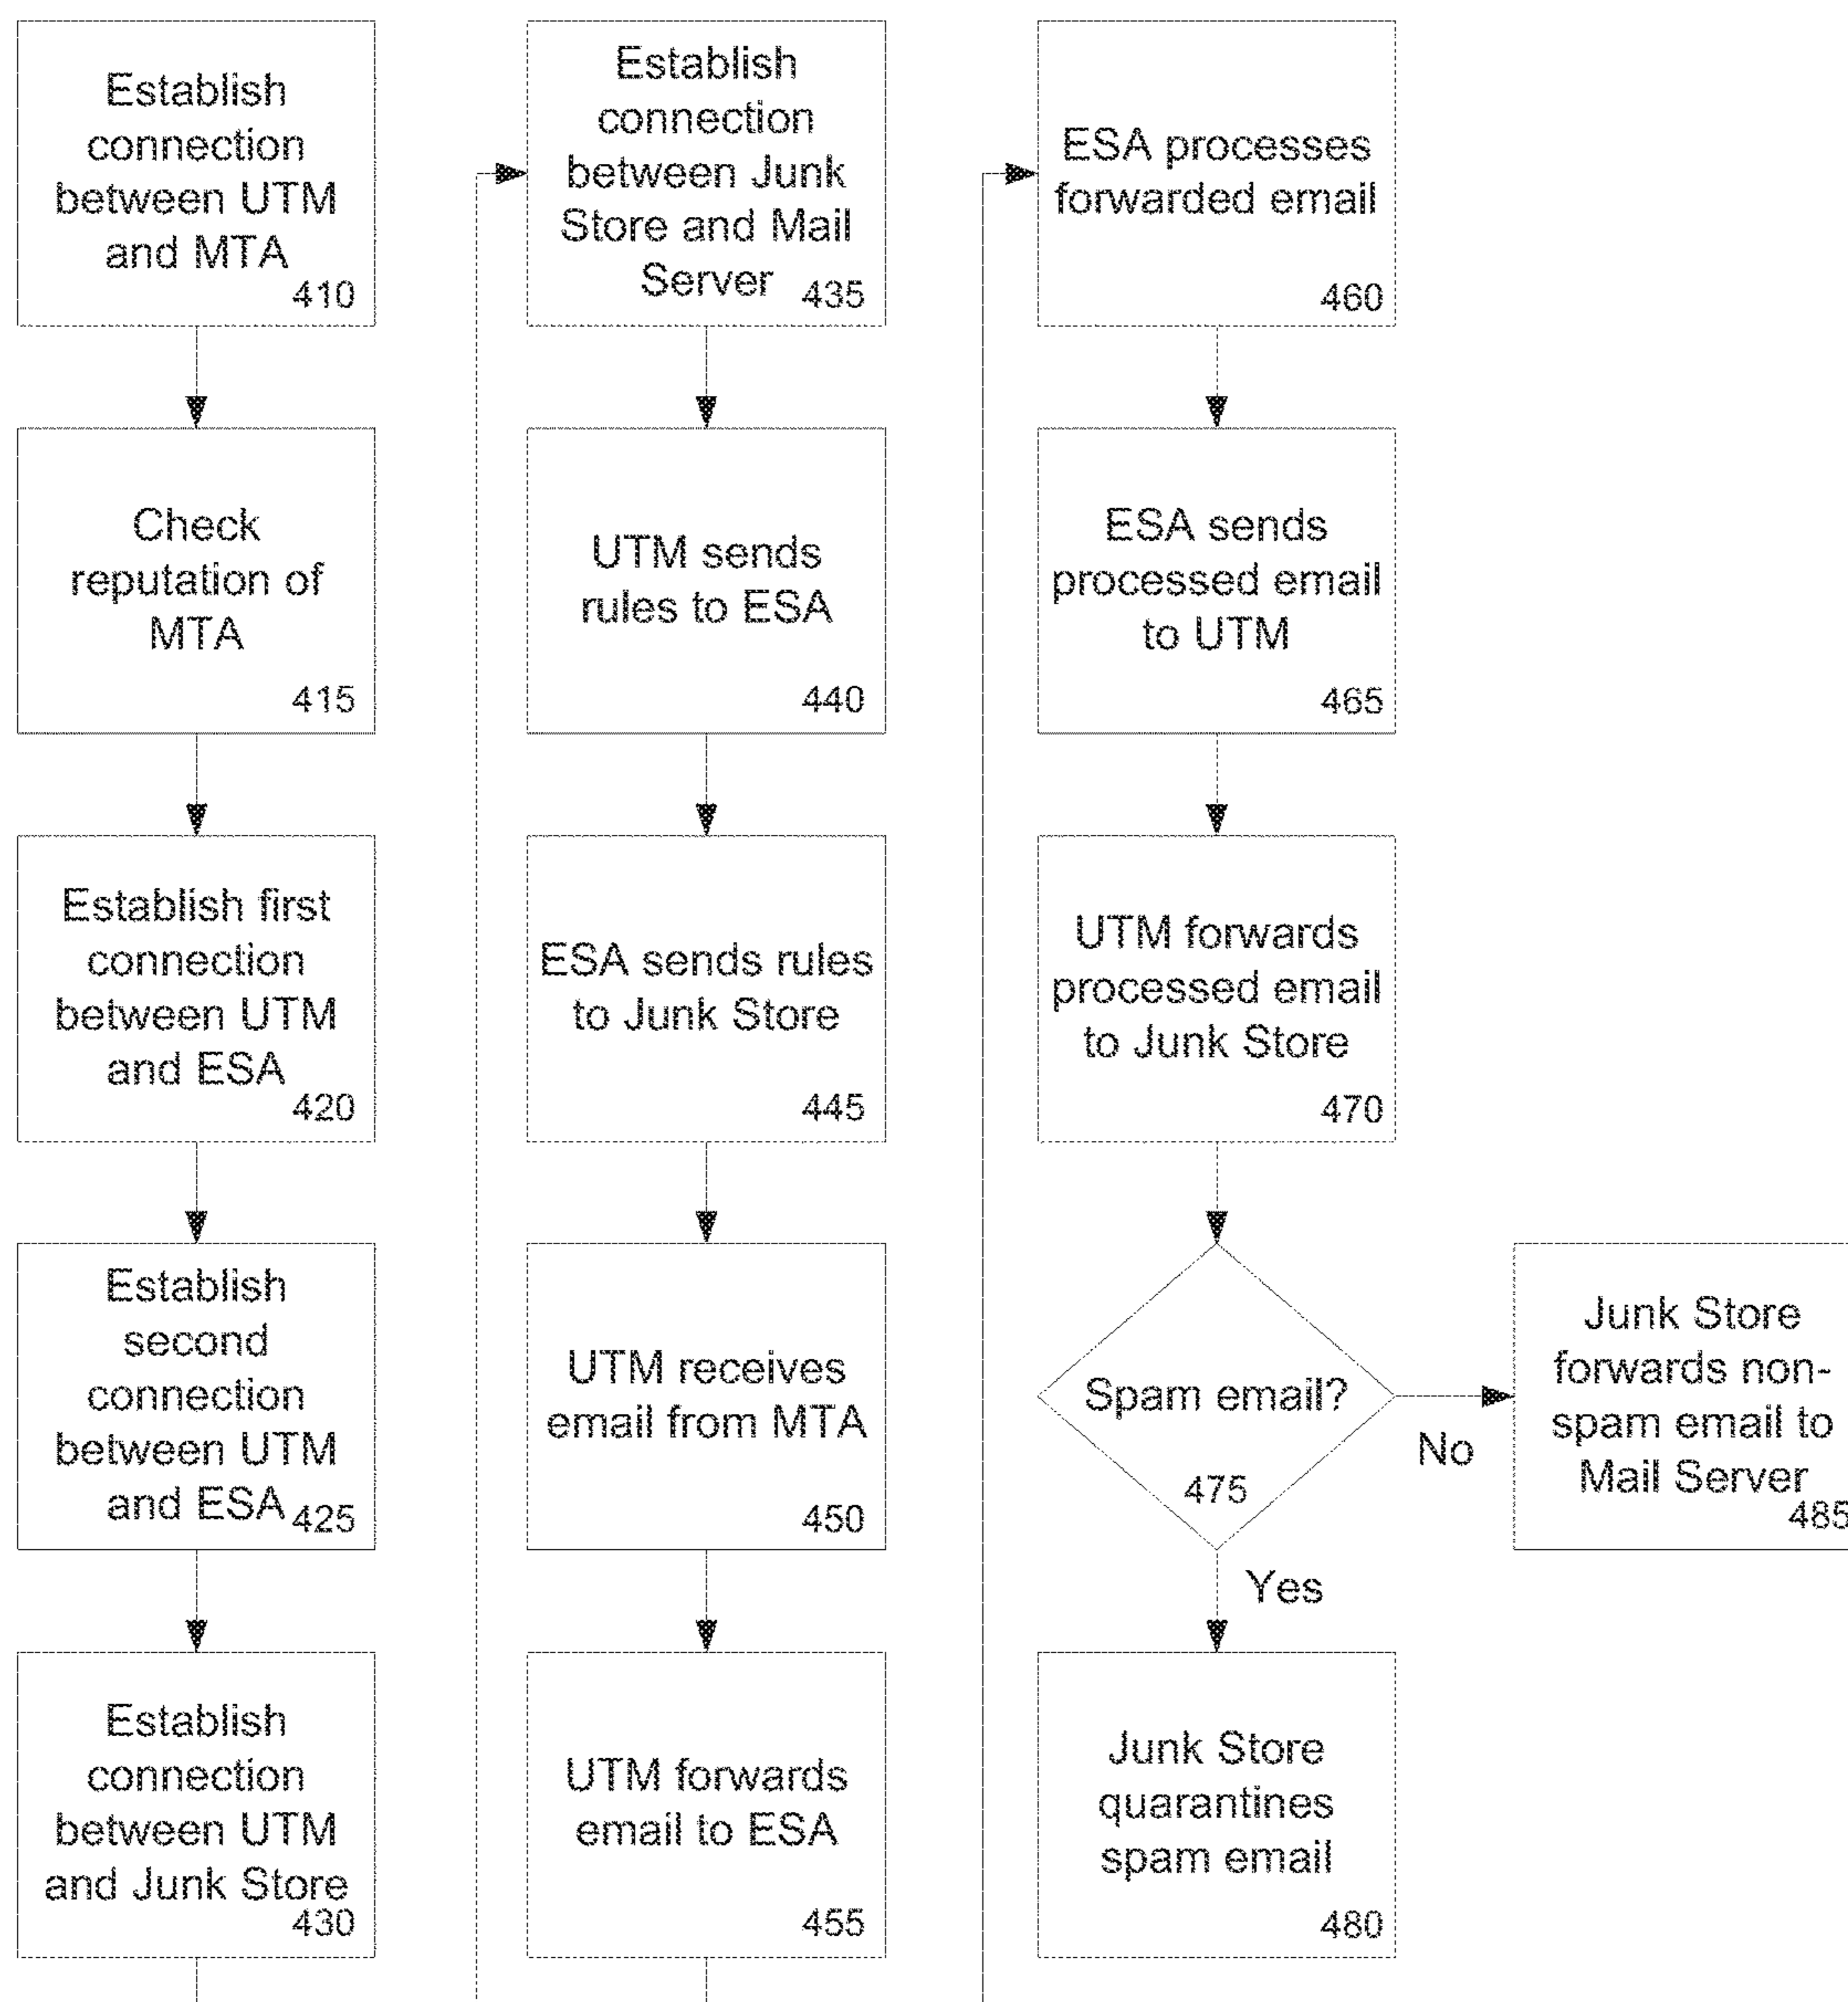 Establish
connection
between UTM
and MTA
410
Check
reputation of
MTA
415
Establish first
connection
between UTM
and ESA
420
Establish
second
connection
between UTM
and ESA
425
Establish
connection
between UTM
and Junk Store
430
Establish
connection
between Junk
Store and Mail
Server
435
UTM sends
rules to ESA
440
ESA sends rules
to Junk Store
445
UTM receives
email from MTA
450
UTM forwards
email to ESA
455
ESA processes
forwarded email
460
ESA sends
processed email
to UTM
465
UTM forwards
processed email
to Junk Store
470
Spam email?
475
No
Yes
Junk Store
quarantines
spam email
480
Junk Store
forwards non-
spam email to
Mail Server
485